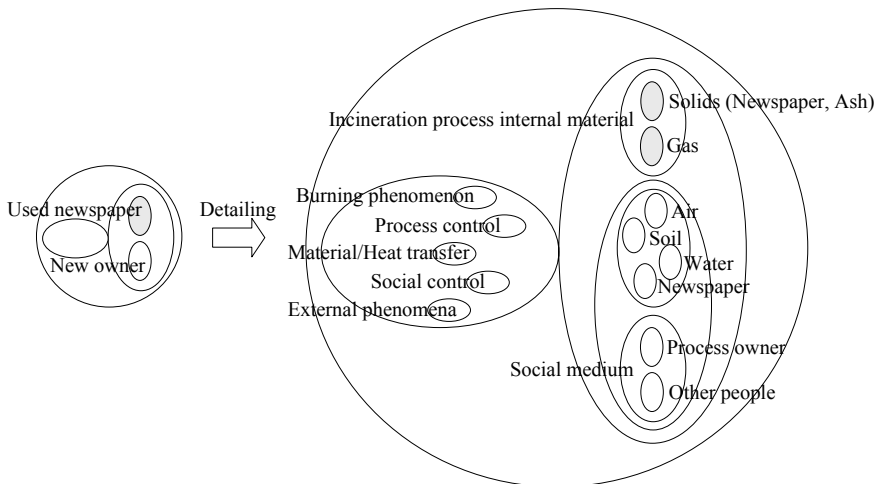 Used newspaper
New owner
Detailing
Incineration process internal material
Solids (Newspaper, Ash)
Gas
Burning phenomenon
Process control
Material/Heat transfer
Social control
External phenomena
Air
Soil
Water
Newspaper
Social medium
Process owner
Other people